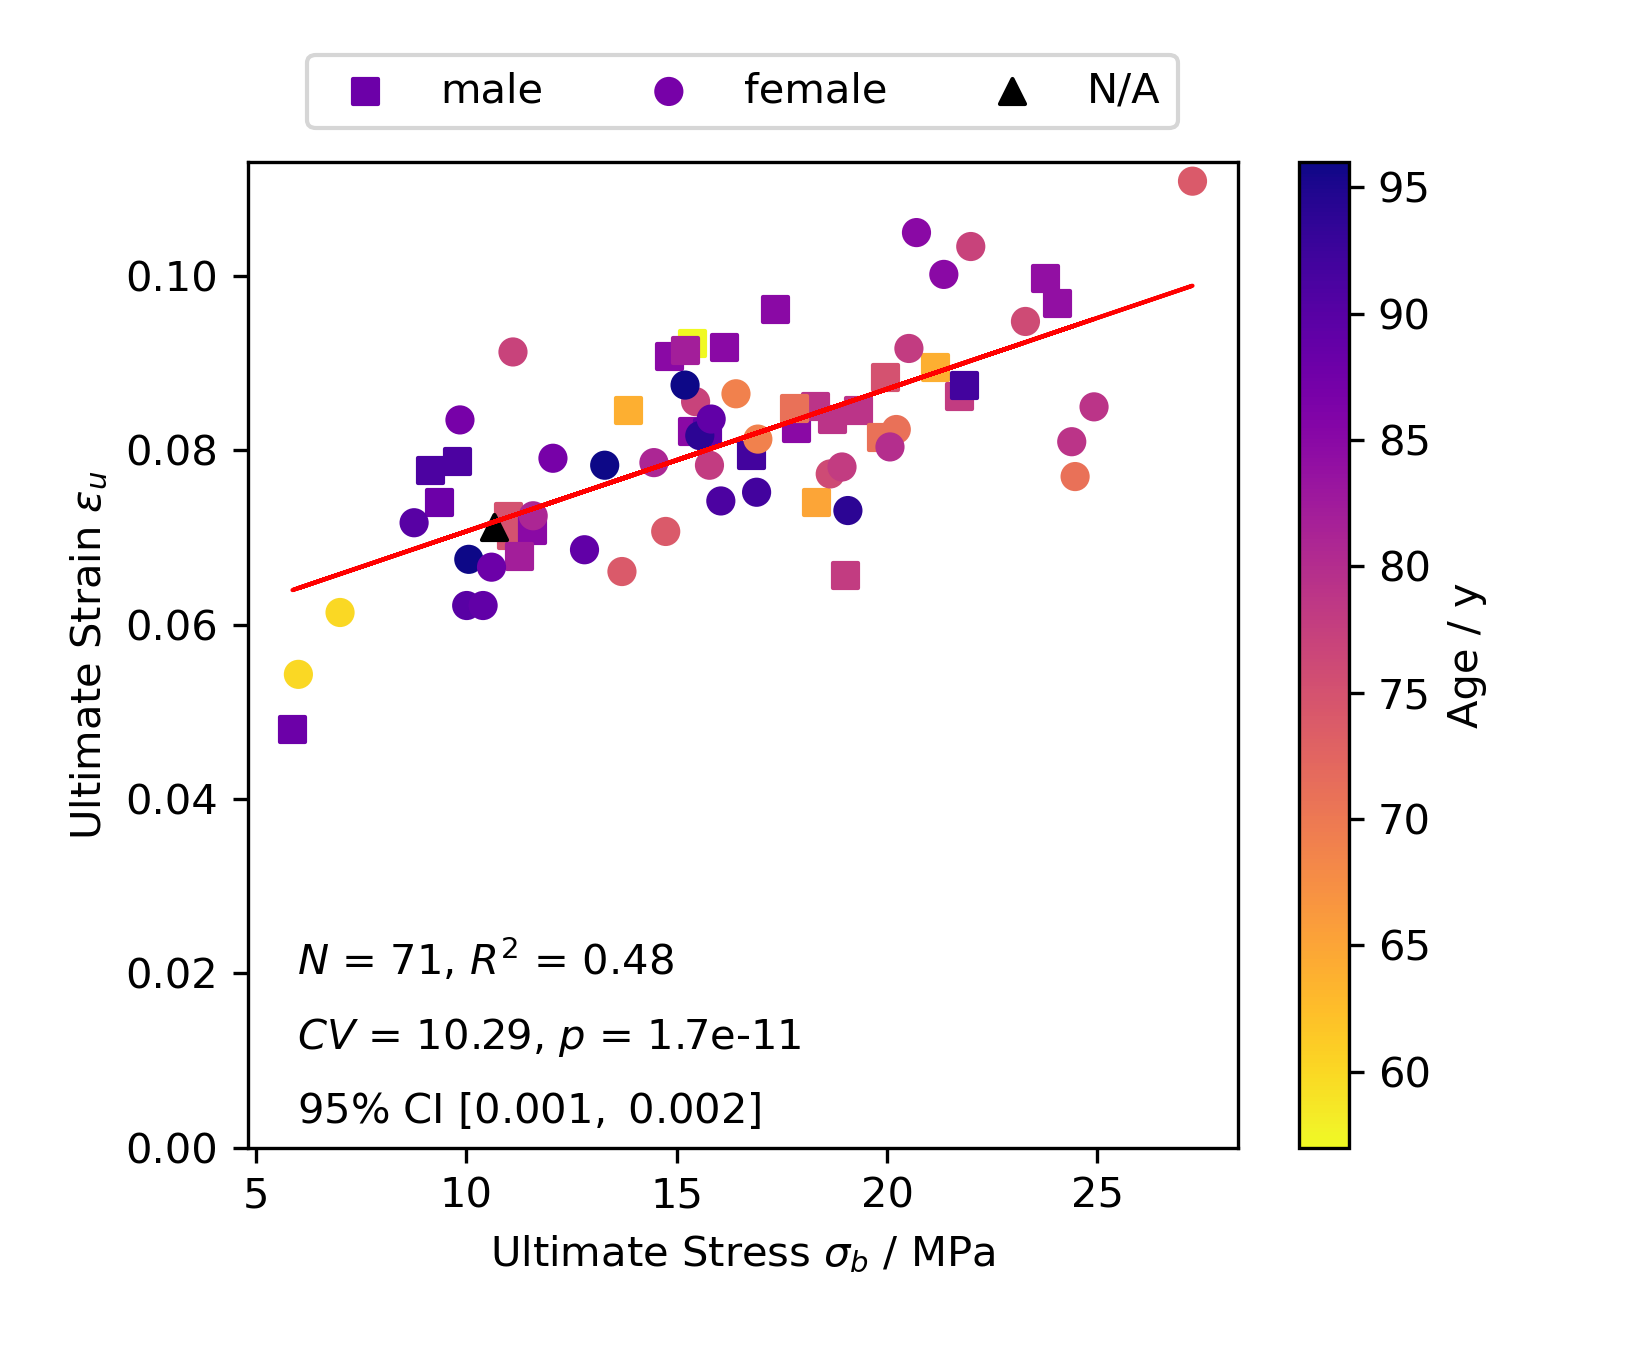 male female N/A
0.10
0.08
0.06
0.04
0.02
0.00
Ultimate Strain εᵤ
N = 71, R² = 0.48
CV = 10.29, p = 1.7e-11
95% CI [0.001, 0.002]
5 10 15 20 25
Ultimate Stress σ_b / MPa
95
90
85
80
75
70
65
60
Age / y